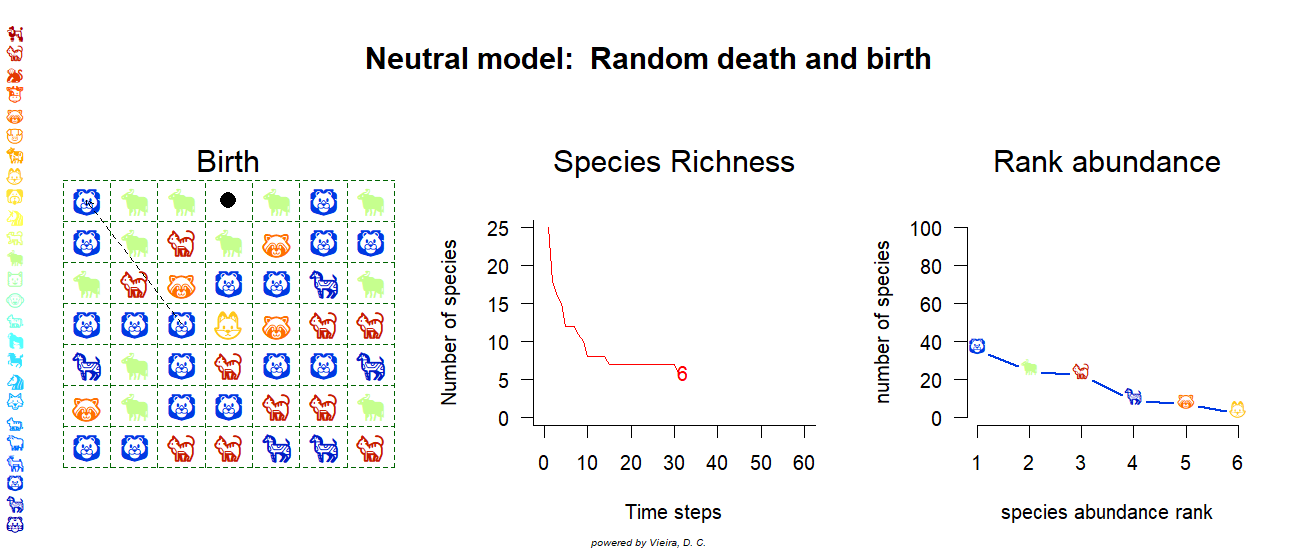 Neutral model:  Random death and birth
Birth
Species Richness
Rank abundance
Number of species
25
20
15
10
5
0
6
0 10 20 30 40 50 60
Time steps
number of species
100
80
60
40
20
0
1 2 3 4 5 6
species abundance rank
powered by Vieira, D. C.